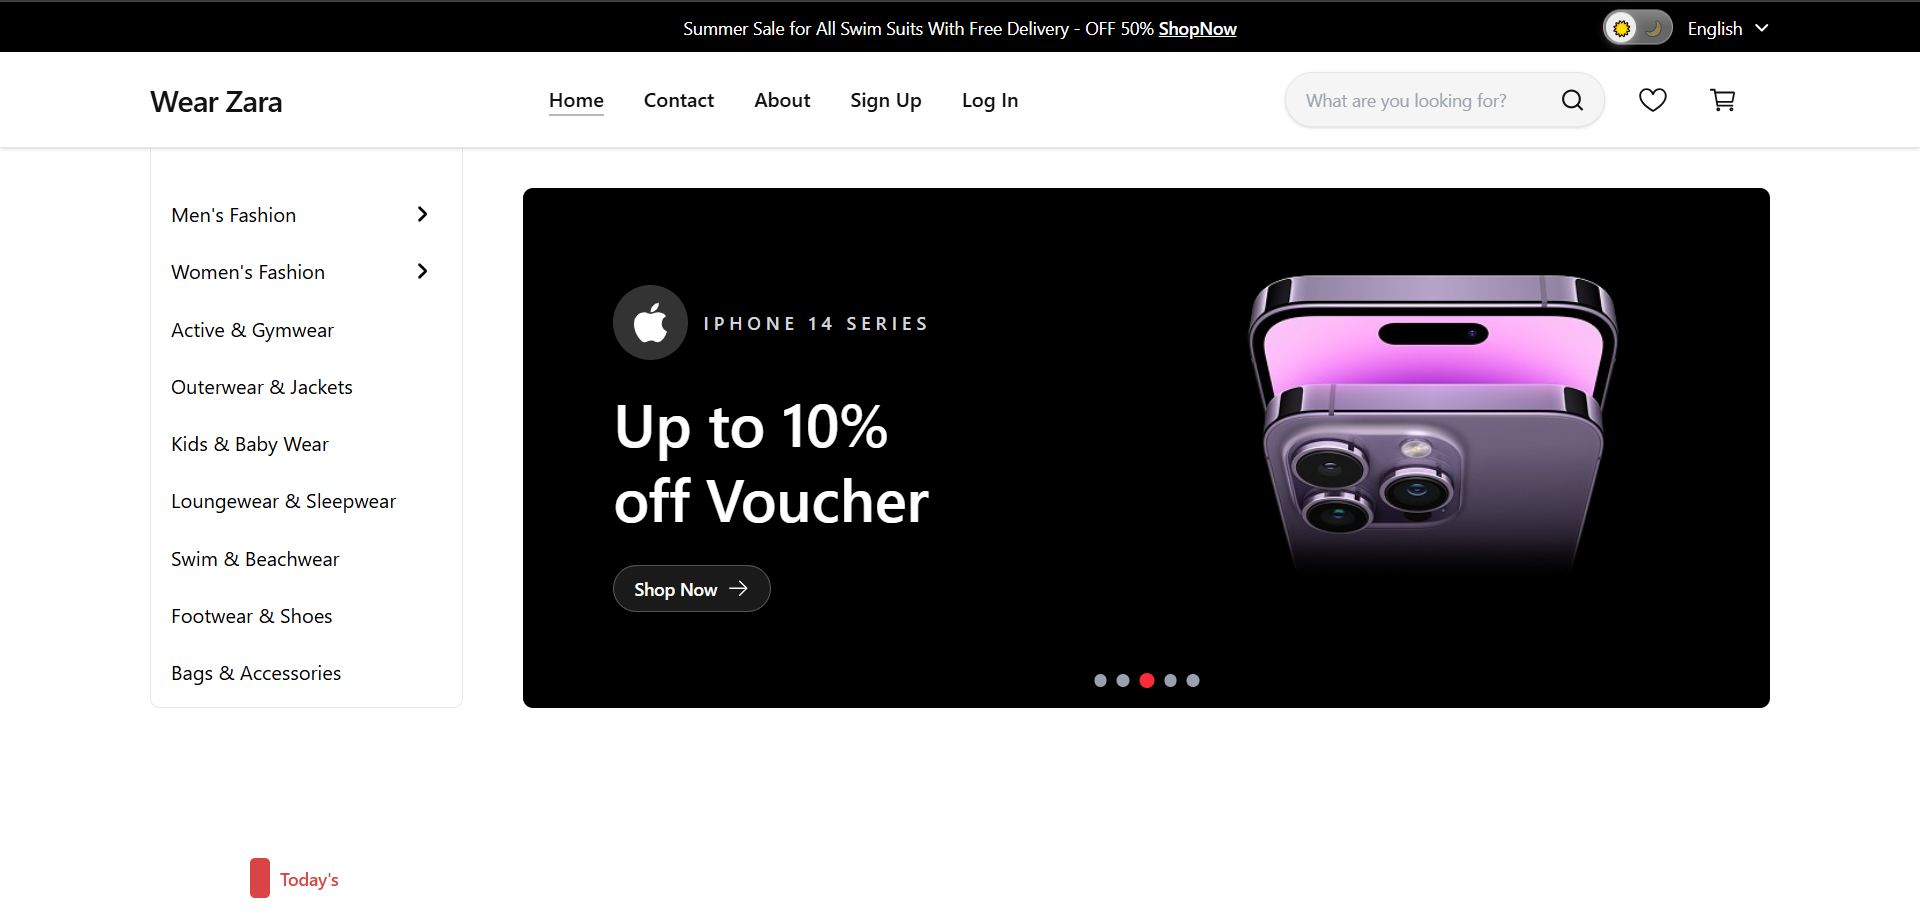 Summer Sale for All Swim Suits With Free Delivery - OFF 50% ShopNow
English
Wear Zara
Home
Contact
About
Sign Up
Log In
What are you looking for?
Men's Fashion
Women's Fashion
Active & Gymwear
Outerwear & Jackets
Kids & Baby Wear
Loungewear & Sleepwear
Swim & Beachwear
Footwear & Shoes
Bags & Accessories
IPHONE 14 SERIES
Up to 10%
off Voucher
Shop Now
Today's